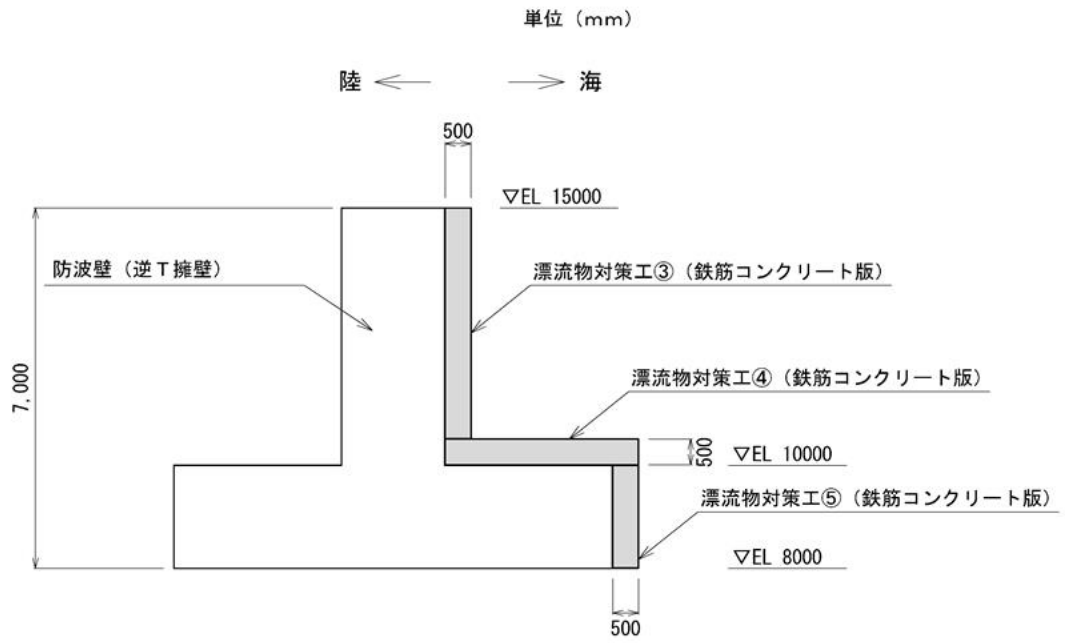 単位（mm）
陸
海
500
▽EL 15000
防波壁（逆Ｔ擁壁）
漂流物対策工③（鉄筋コンクリート版）
7,000
漂流物対策工④（鉄筋コンクリート版）
500
▽EL 10000
漂流物対策工⑤（鉄筋コンクリート版）
▽EL 8000
500